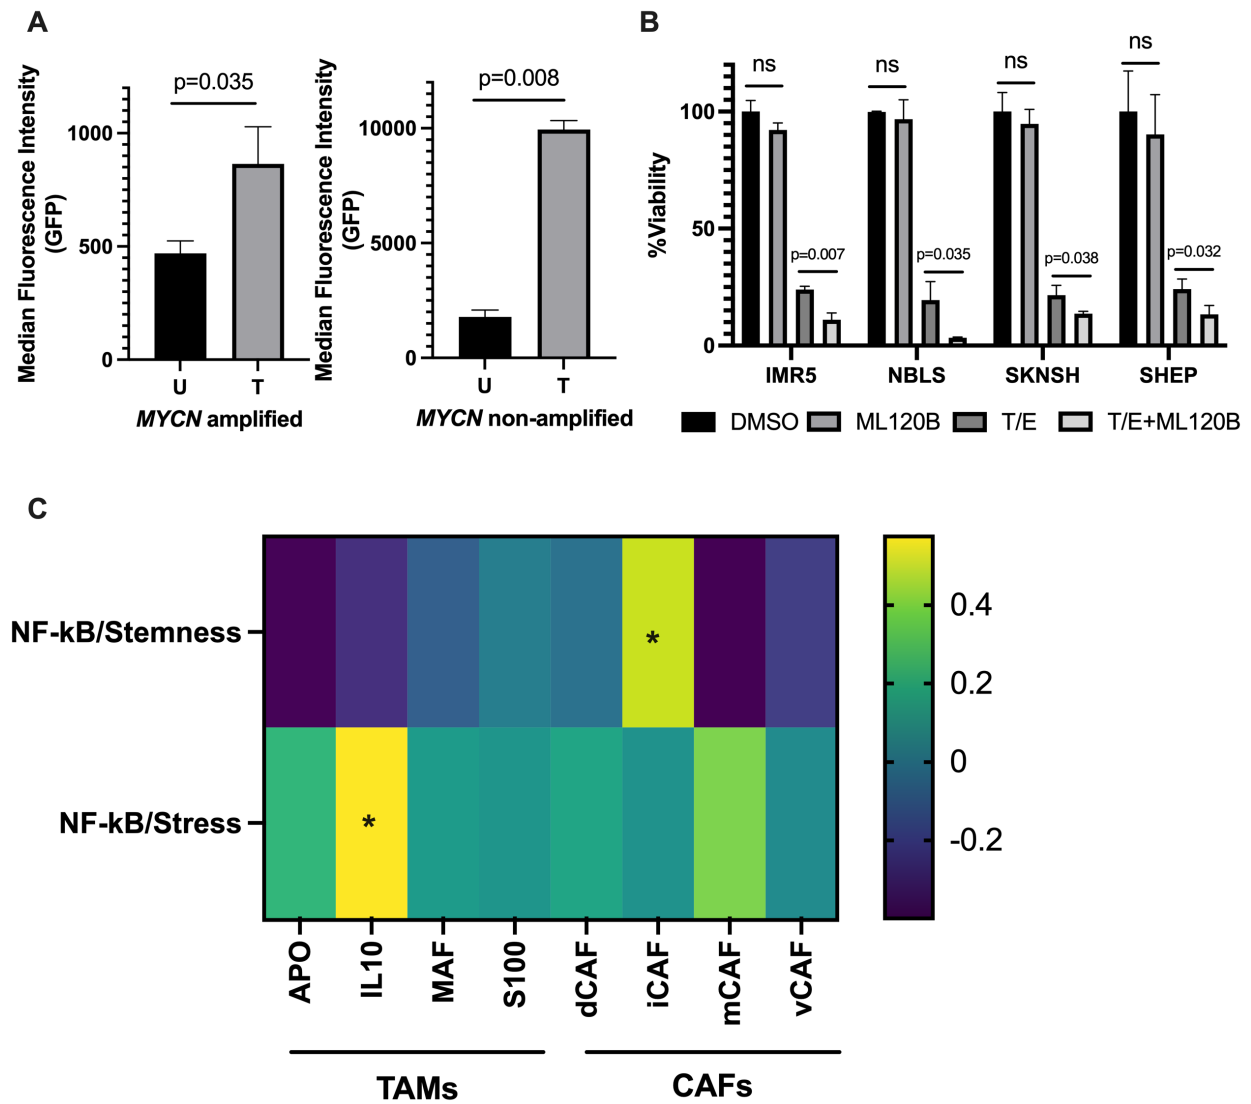 A
Median Fluorescence Intensity
(GFP)
1000
500
0
p=0.035
U T
MYCN amplified
Median Fluorescence Intensity
(GFP)
10000
5000
0
p=0.008
U T
MYCN non-amplified
B
%Viability
100
50
0
ns ns ns ns
p=0.007 p=0.035 p=0.038 p=0.032
IMR5 NBLS SKNSH SHEP
DMSO ML120B T/E T/E+ML120B
C
NF-kB/Stemness
*
NF-kB/Stress
*
0.4
0.2
0
-0.2
APO IL10 MAF S100 dCAF iCAF mCAF vCAF
TAMs CAFs